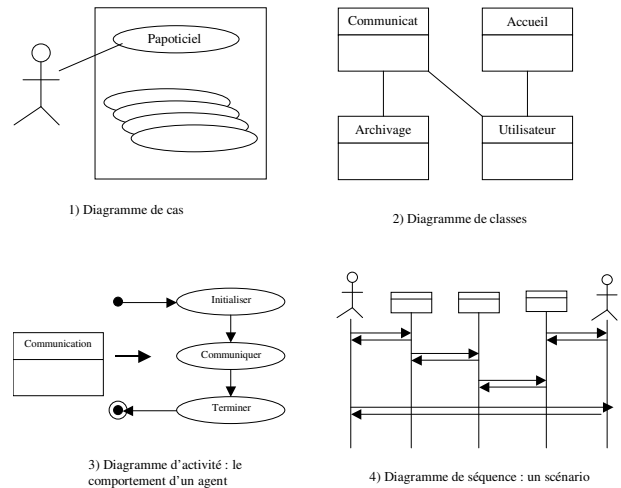 Papoticiel
1) Diagramme de cas
Communicat
Accueil
Archivage
Utilisateur
2) Diagramme de classes
Initialiser
Communication
Communiquer
Terminer
3) Diagramme d’activité : le
comportement d’un agent
4) Diagramme de séquence : un scénario